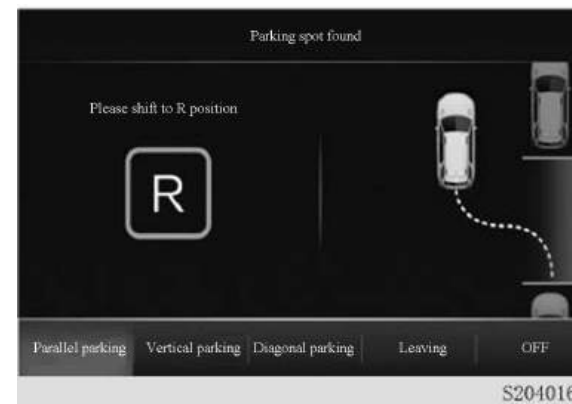 Parking spot found
Please shift to R position
R
Parallel parking Vertical parking Diagonal parking Leaving OFF
S204016